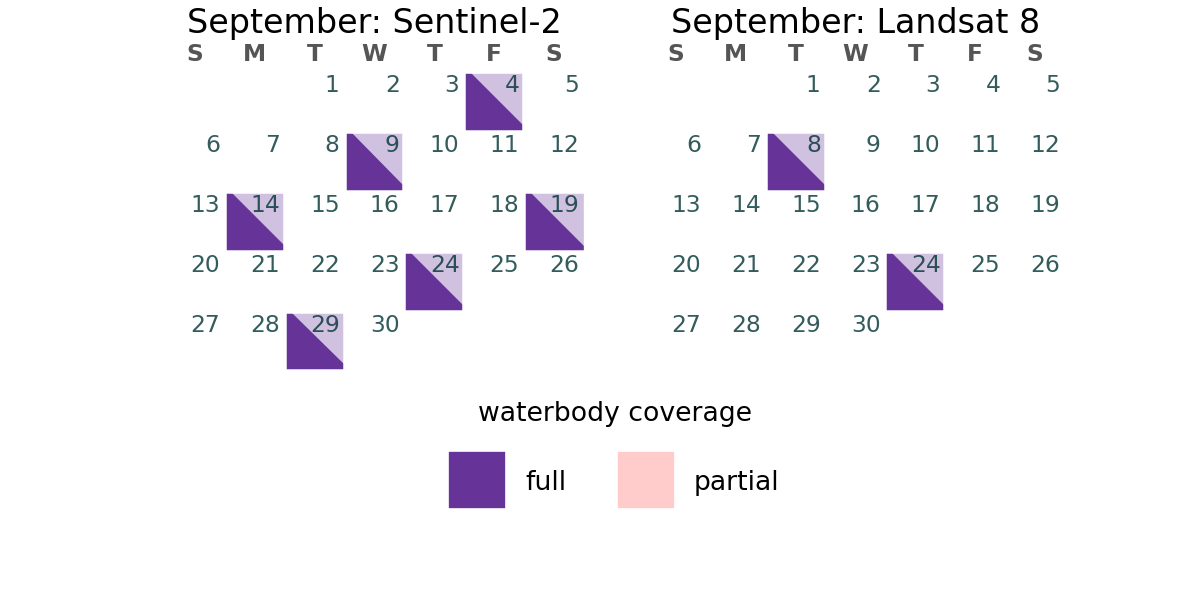 September: Sentinel-2
S M T W T F S
1 2 3 4 5
6 7 8 9 10 11 12
13 14 15 16 17 18 19
20 21 22 23 24 25 26
27 28 29 30
September: Landsat 8
S M T W T F S
1 2 3 4 5
6 7 8 9 10 11 12
13 14 15 16 17 18 19
20 21 22 23 24 25 26
27 28 29 30
waterbody coverage
full partial